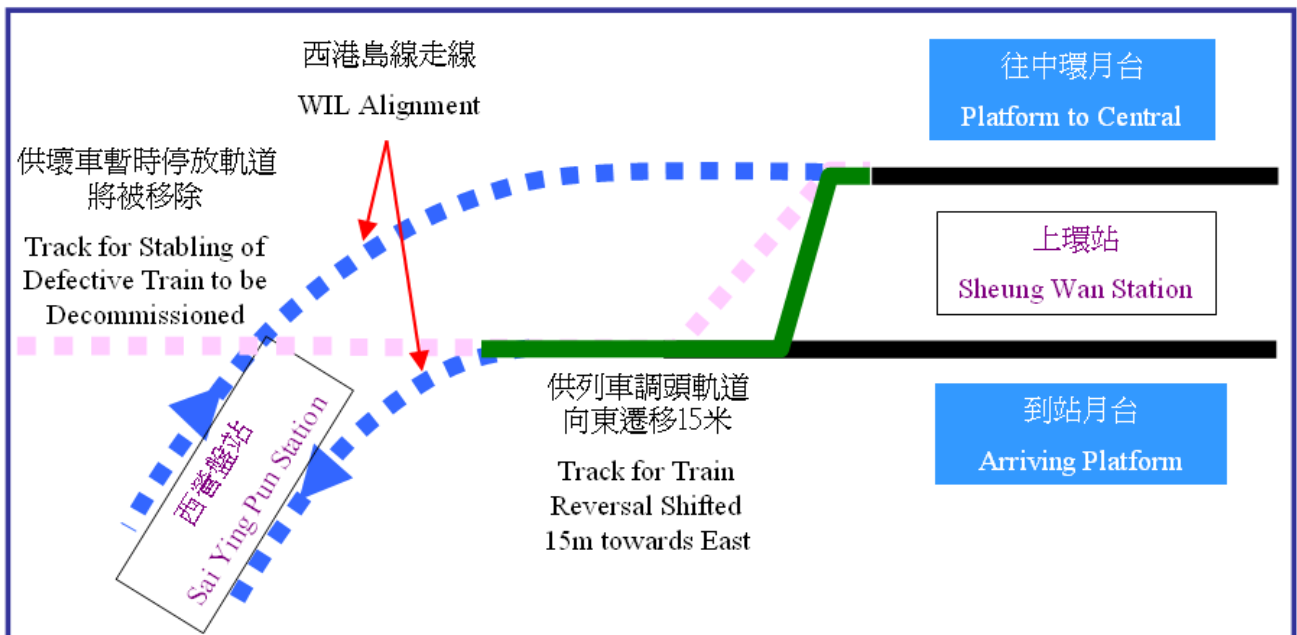 西港島線走線
WIL Alignment
往中環月台
Platform to Central
供壞車暫時停放軌道
將被移除
Track for Stabling of
Defective Train to be
Decommissioned
上環站
Sheung Wan Station
西營盤站
Sai Ying Pun Station
供列車調頭軌道
向東遷移15米
Track for Train
Reversal Shifted
15m towards East
到站月台
Arriving Platform